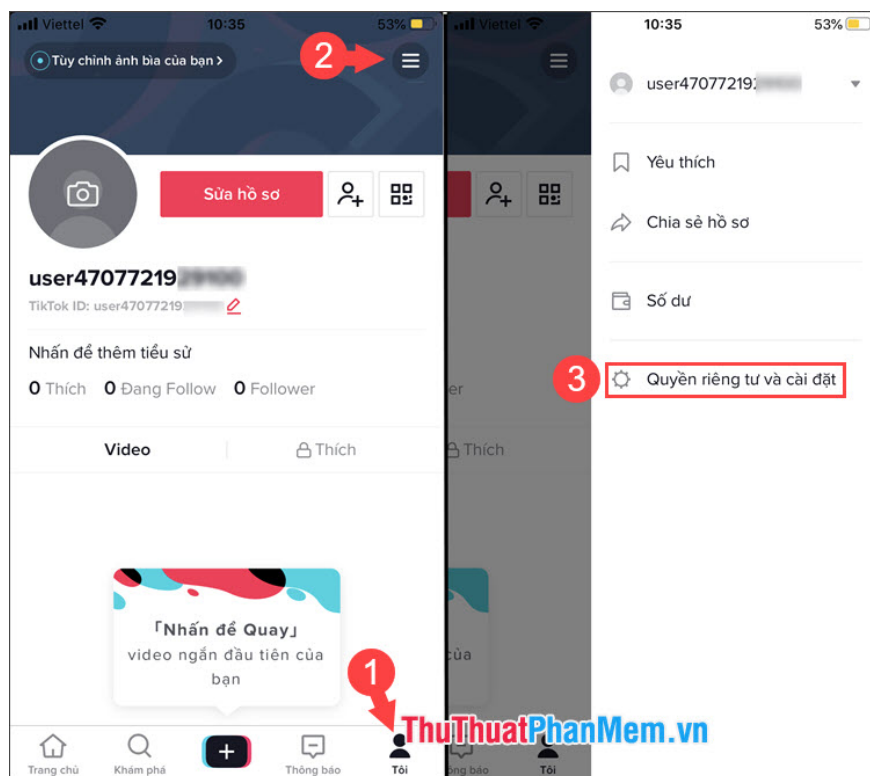 Viettel 10:35 53%
Tùy chỉnh ảnh bìa của bạn >
2
Sửa hồ sơ
user47077219
TikTok ID: user47077219
Nhấn để thêm tiểu sử
0 Thích 0 Đang Follow 0 Follower
Video Thích
「Nhấn để Quay」
video ngắn đầu tiên của
bạn
1
Trang chủ Khám phá Thông báo Tôi
Viettel 10:35 53%
user47077219
Yêu thích
Chia sẻ hồ sơ
Số dư
3 Quyền riêng tư và cài đặt
er
Thích
của
ông báo Tôi
ThuThuatPhanMem.vn